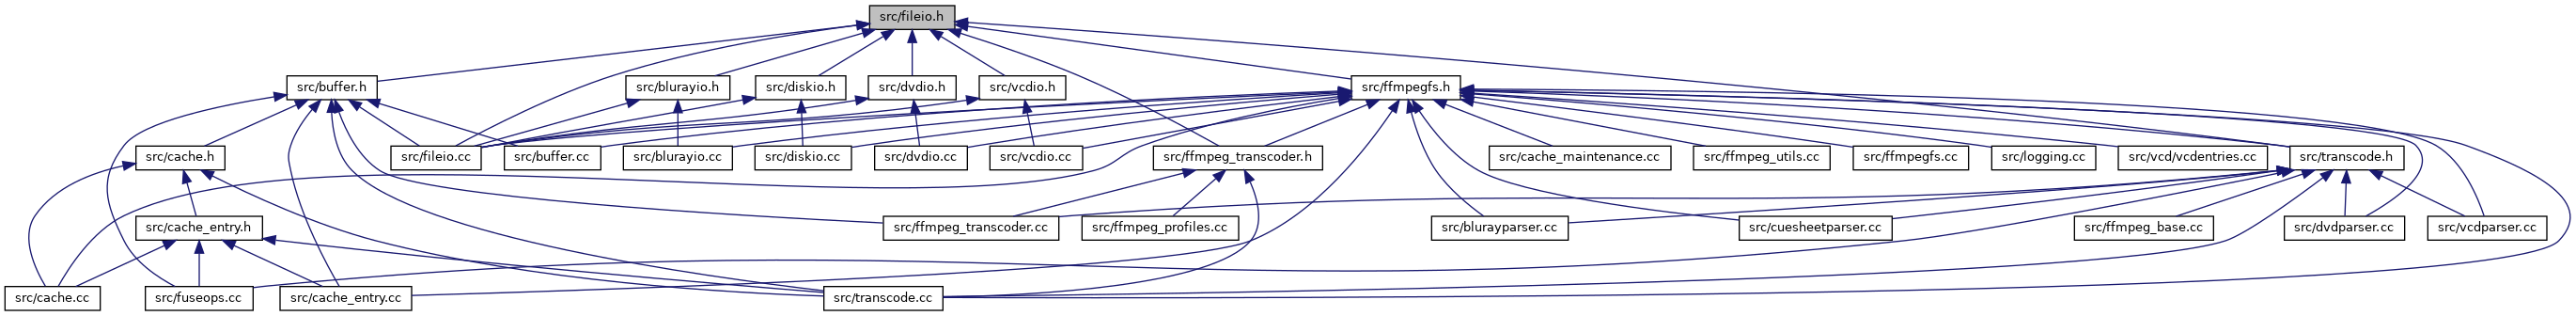 src/fileio.h
src/buffer.h
src/blurayio.h
src/diskio.h
src/dvdio.h
src/vcdio.h
src/ffmpegfs.h
src/cache.h
src/fileio.cc
src/buffer.cc
src/blurayio.cc
src/diskio.cc
src/dvdio.cc
src/vcdio.cc
src/ffmpeg_transcoder.h
src/cache_maintenance.cc
src/ffmpeg_utils.cc
src/ffmpegfs.cc
src/logging.cc
src/vcd/vcdentries.cc
src/transcode.h
src/cache_entry.h
src/ffmpeg_transcoder.cc
src/ffmpeg_profiles.cc
src/blurayparser.cc
src/cuesheetparser.cc
src/ffmpeg_base.cc
src/dvdparser.cc
src/vcdparser.cc
src/cache.cc
src/fuseops.cc
src/cache_entry.cc
src/transcode.cc